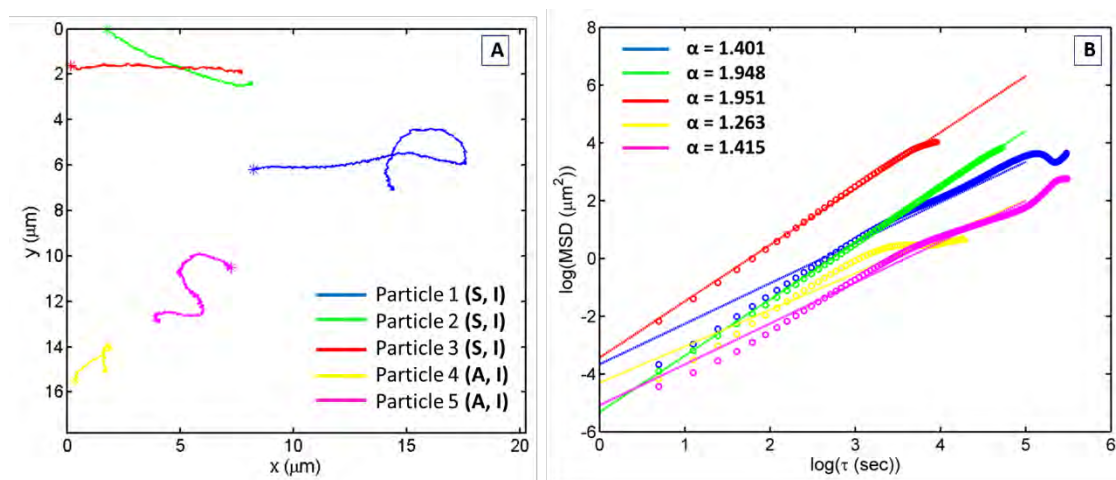 A
0
2
4
6
8
10
12
14
16
y (μm)
0
5
10
15
20
x (μm)
Particle 1 (S, I)
Particle 2 (S, I)
Particle 3 (S, I)
Particle 4 (A, I)
Particle 5 (A, I)
B
8
6
4
2
0
-2
-4
-6
log(MSD (μm²)
0
1
2
3
4
5
6
log(τ (sec))
α = 1.401
α = 1.948
α = 1.951
α = 1.263
α = 1.415